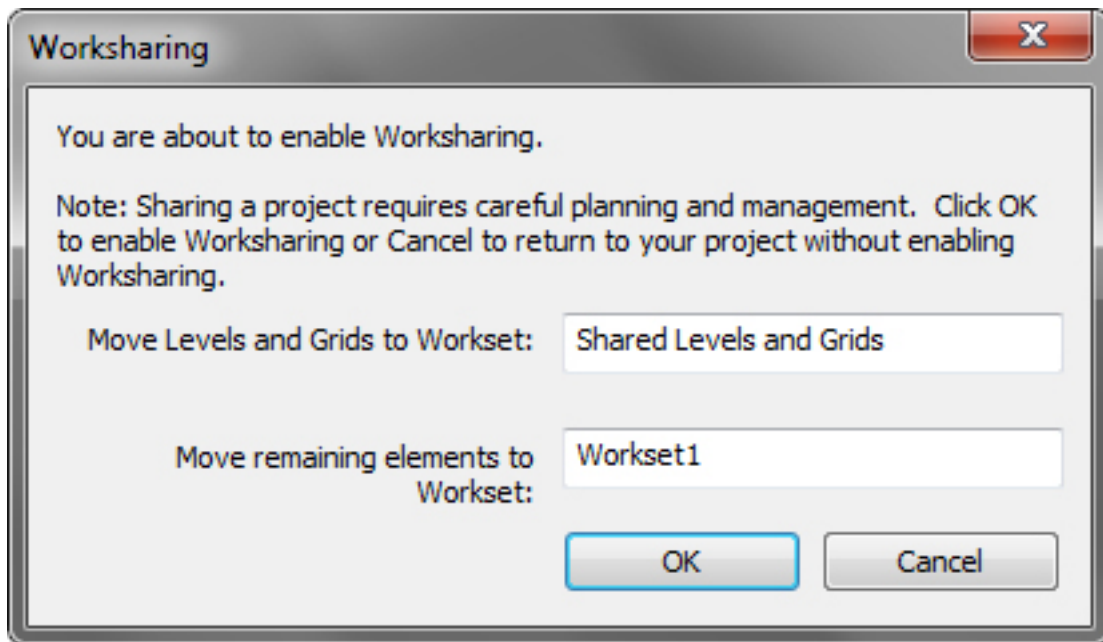 Worksharing
You are about to enable Worksharing.
Note: Sharing a project requires careful planning and management.  Click OK
to enable Worksharing or Cancel to return to your project without enabling
Worksharing.
Move Levels and Grids to Workset:
Shared Levels and Grids
Move remaining elements to
Workset:
Workset1
OK
Cancel